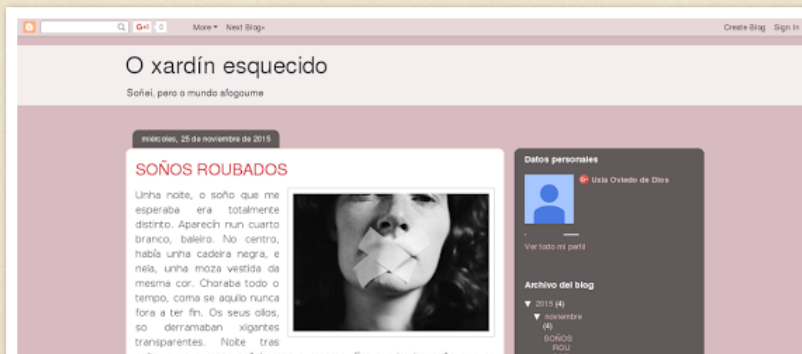 G+1 0 More Next Blog» Create Blog Sign In
O xardín esquecido
Soñei, pero o mundo afogoume
miércoles, 25 de noviembre de 2015
SOÑOS ROUBADOS
Unha noite, o soño que me
esperaba era totalmente
distinto. Aparecín nun cuarto
branco, baleiro. No centro,
había unha cadeira negra, e
nela, unha moza vestida da
mesma cor. Choraba todo o
tempo, coma se aquilo nunca
fora a ter fin. Os seus ollos,
so derramaban xigantes
transparentes. Noite tras
Datos personales
Uxía Oviedo de Dios
Ver todo mi perfil
Archivo del blog
▼ 2015 (4)
▼ noviembre
(4)
SOÑOS
ROU